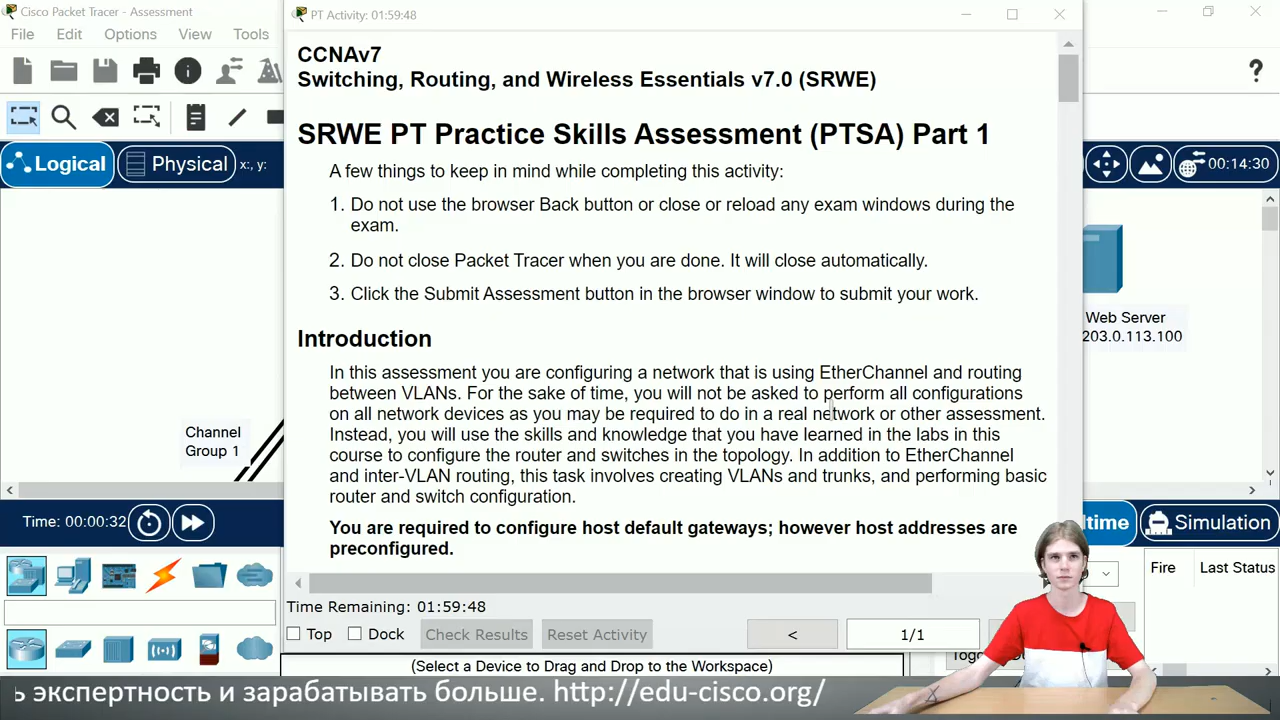 Cisco Packet Tracer - Assessment
File Edit Options View Tools
Logical Physical x:, y:
PT Activity: 01:59:48
CCNAv7
Switching, Routing, and Wireless Essentials v7.0 (SRWE)
SRWE PT Practice Skills Assessment (PTSA) Part 1
A few things to keep in mind while completing this activity:
1. Do not use the browser Back button or close or reload any exam windows during the
exam.
2. Do not close Packet Tracer when you are done. It will close automatically.
3. Click the Submit Assessment button in the browser window to submit your work.
Introduction
In this assessment you are configuring a network that is using EtherChannel and routing
between VLANs. For the sake of time, you will not be asked to perform all configurations
on all network devices as you may be required to do in a real network or other assessment.
Instead, you will use the skills and knowledge that you have learned in the labs in this
course to configure the router and switches in the topology. In addition to EtherChannel
and inter-VLAN routing, this task involves creating VLANs and trunks, and performing basic
router and switch configuration.
You are required to configure host default gateways; however host addresses are
preconfigured.
Time Remaining: 01:59:48
Top Dock Check Results Reset Activity < 1/1
?
00:14:30
Web Server
203.0.113.100
Channel
Group 1
Time: 00:00:32
ltime Simulation
Fire Last Status
(Select a Device to Drag and Drop to the Workspace)
ь экспертность и зарабатывать больше. http://edu-cisco.org/